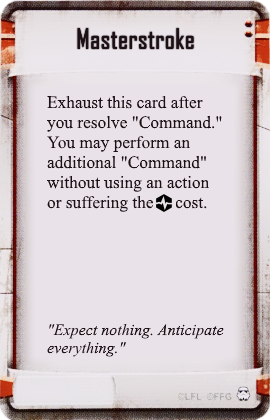 Masterstroke
Exhaust this card after
you resolve "Command."
You may perform an
additional "Command"
without using an action
or suffering the cost.
"Expect nothing. Anticipate
everything."
©LFL ©FFG